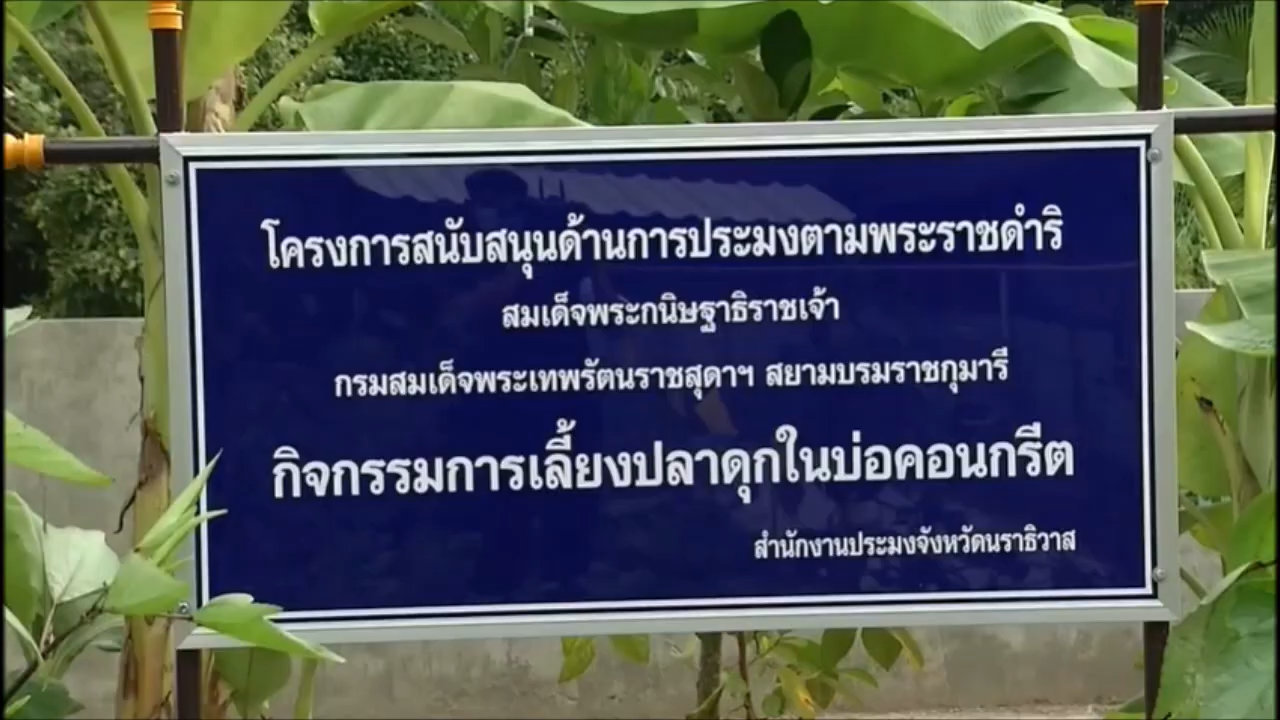 โครงการสนับสนุนด้านการประมงตามพระราชดำริ
สมเด็จพระกนิษฐาธิราชเจ้า
กรมสมเด็จพระเทพรัตนราชสุดาฯ สยามบรมราชกุมารี
กิจกรรมการเลี้ยงปลาดุกในบ่อคอนกรีต
สำนักงานประมงจังหวัดนราธิวาส